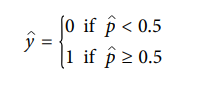 ŷ = {0 if p̂ < 0.5
1 if p̂ ≥ 0.5